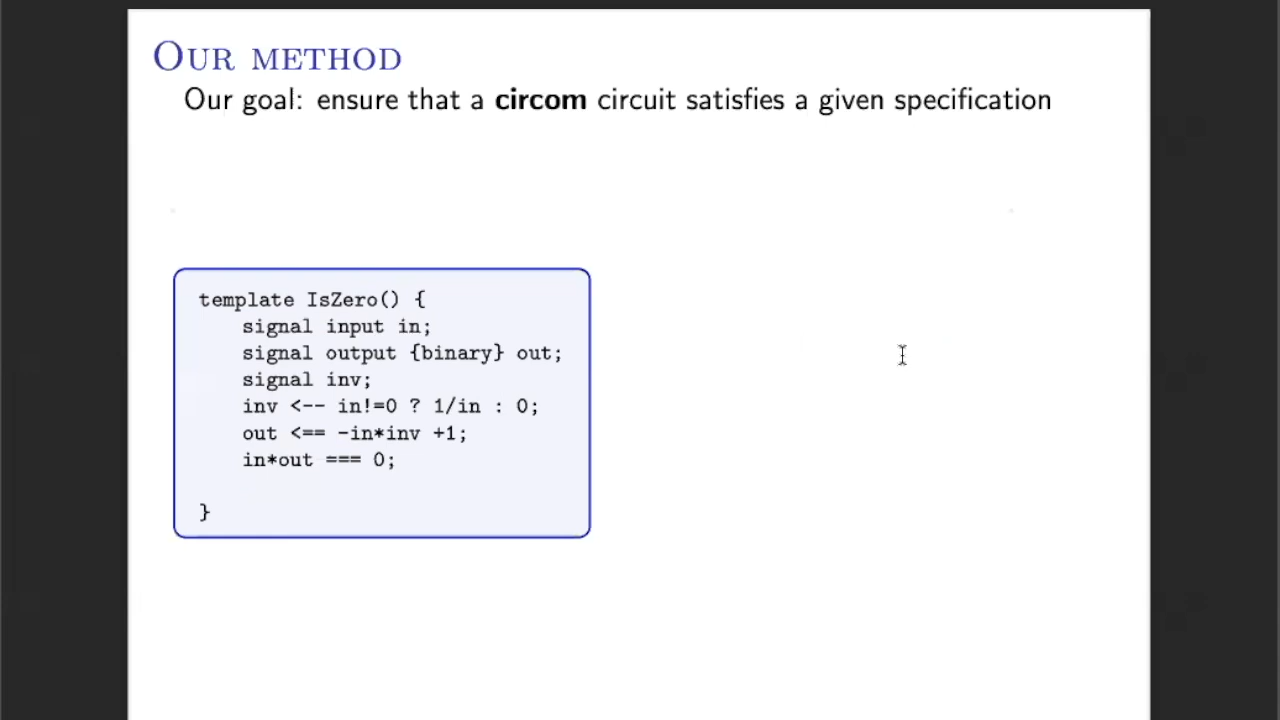 Our method
Our goal: ensure that a circom circuit satisfies a given specification
template IsZero() {
signal input in;
signal output {binary} out;
signal inv;
inv <-- in!=0 ? 1/in : 0;
out <== -in*inv +1;
in*out === 0;
}